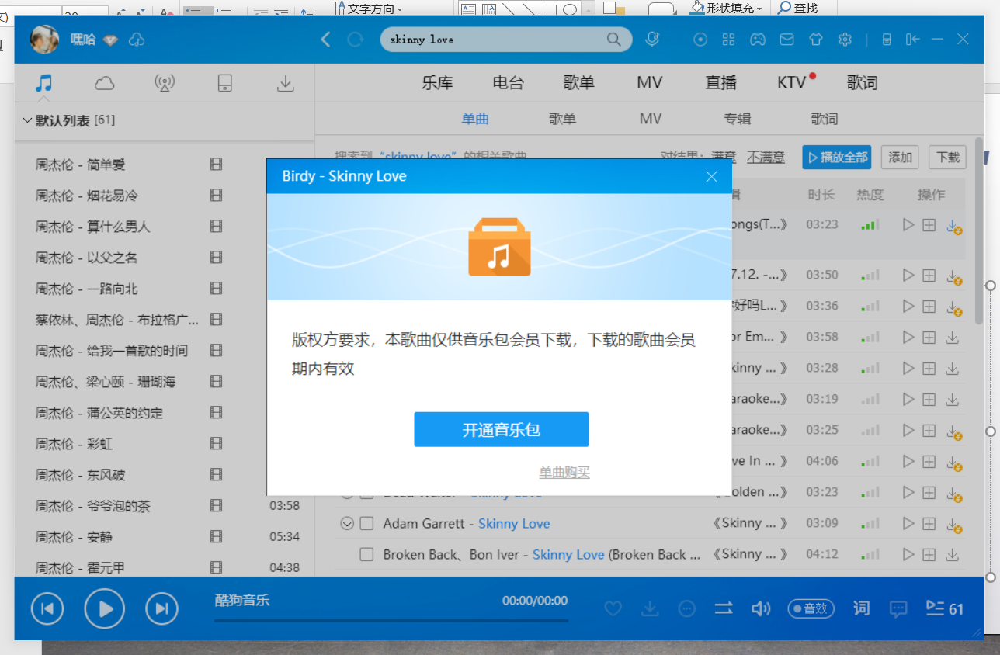 文字方向
形状填充
查找
嘿哈
skinny love
乐库
电台
歌单
MV
直播
KTV
歌词
默认列表 [61]
单曲
歌单
MV
专辑
歌词
搜索到 "skinny love" 的相关歌曲
对结果: 满意 不满意
播放全部
添加
下载
时长 热度 操作
周杰伦 - 简单爱
周杰伦 - 烟花易冷
周杰伦 - 算什么男人
周杰伦 - 以父之名
周杰伦 - 一路向北
蔡依林、周杰伦 - 布拉格广...
周杰伦 - 给我一首歌的时间
周杰伦、梁心颐 - 珊瑚海
周杰伦 - 蒲公英的约定
周杰伦 - 彩虹
周杰伦 - 东风破
周杰伦 - 爷爷泡的茶 03:58
周杰伦 - 安静 05:34
周杰伦 - 霍元甲 04:38
Birdy - Skinny Love
版权方要求，本歌曲仅供音乐包会员下载，下载的歌曲会员
期内有效
开通音乐包
单曲购买
ongs(T...》 03:23
7.12. -...》 03:50
好吗L...》 03:36
or Em...》 03:58
kinny ...》 03:28
araoke...》 03:19
araoke...》 03:25
ve In ...》 04:06
Skinny Love olden ...》 03:23
Adam Garrett - Skinny Love 《Skinny ...》 03:09
Broken Back、Bon Iver - Skinny Love (Broken Back ... 《Skinny ...》 04:12
酷狗音乐
00:00/00:00
音效
词
61